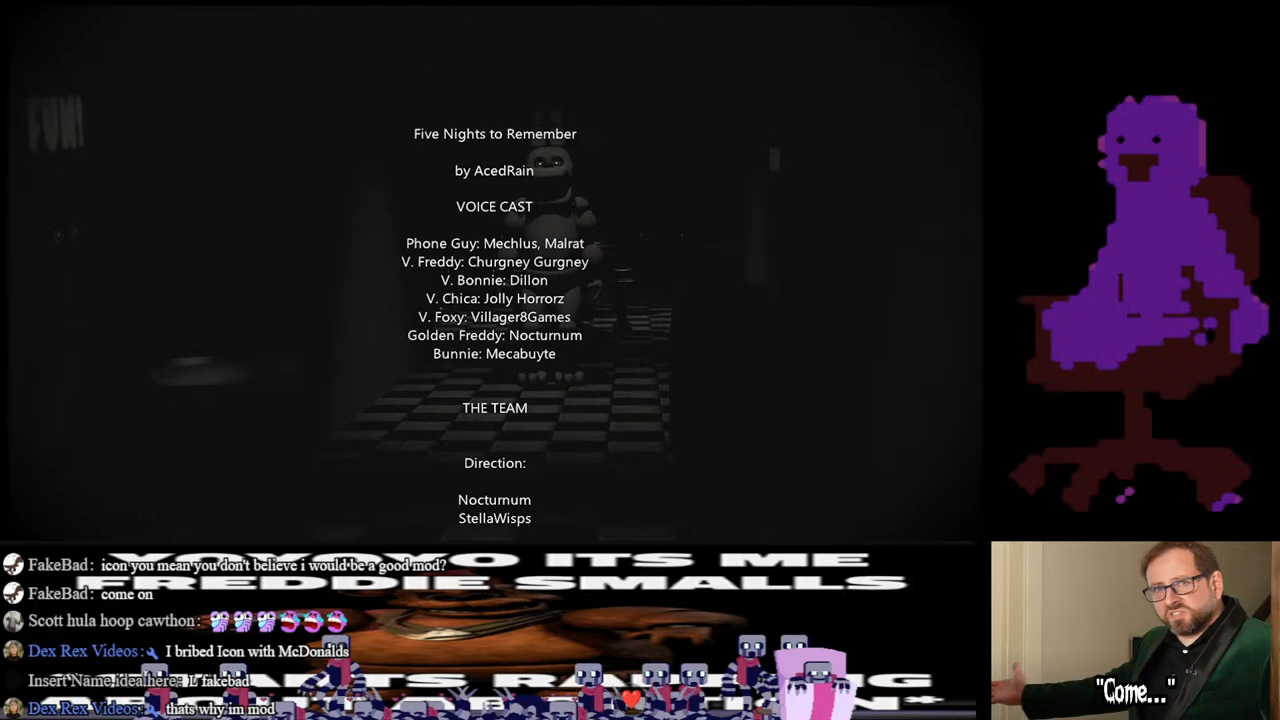 FUN!
Five Nights to Remember
by AcedRain
VOICE CAST
Phone Guy: Mechlus, Malrat
V. Freddy: Churgney Gurgney
V. Bonnie: Dillon
V. Chica: Jolly Horrorz
V. Foxy: Villager8Games
Golden Freddy: Nocturnum
Bunnie: Mecabuyte
THE TEAM
Direction:
Nocturnum
StellaWisps
YOYOYO ITS ME
FREDDIE SMALLS
FakeBad: icon you mean you don't believe i would be a good mod?
FakeBad: come on
Scott hula hoop cawthon:
Dex Rex Videos: I bribed Icon with McDonalds
Insert Name,idea here,: L fakebad
Dex Rex Videos: thats why im mod
"Come..."